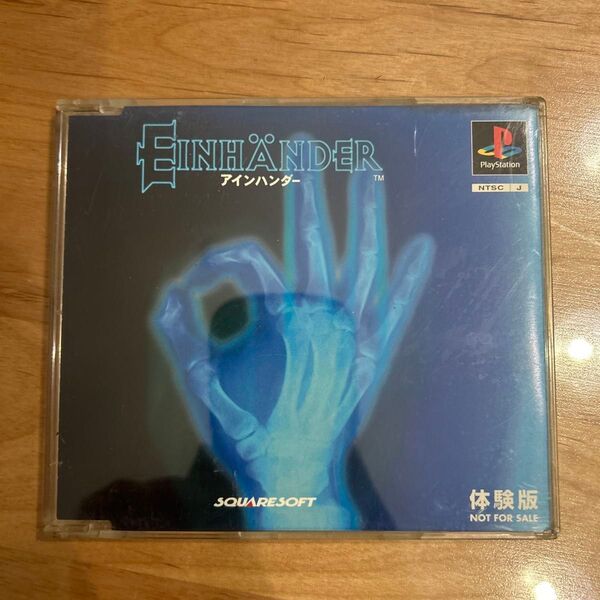 EINHÄNDER
TM
アインハンダー
PlayStation
NTSC J
SQUARESOFT
体験版
NOT FOR SALE